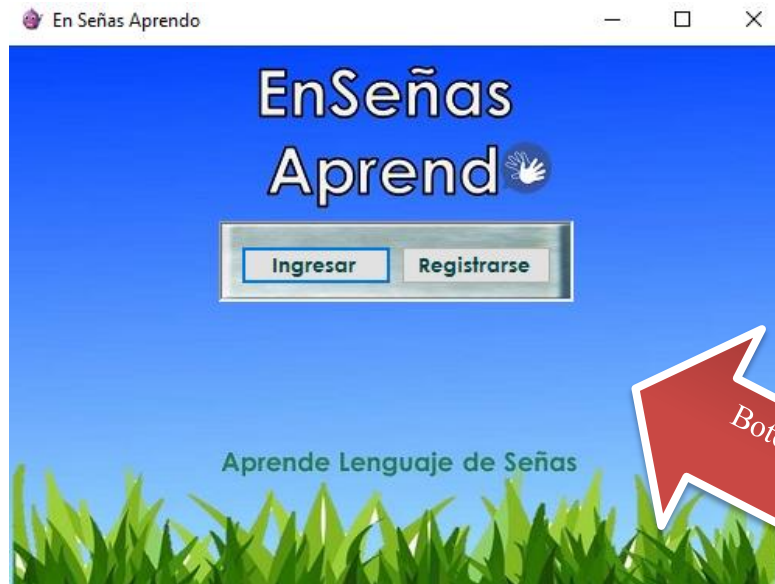 En Señas Aprendo
EnSeñas
Aprend
Ingresar Registrarse
Aprende Lenguaje de Señas